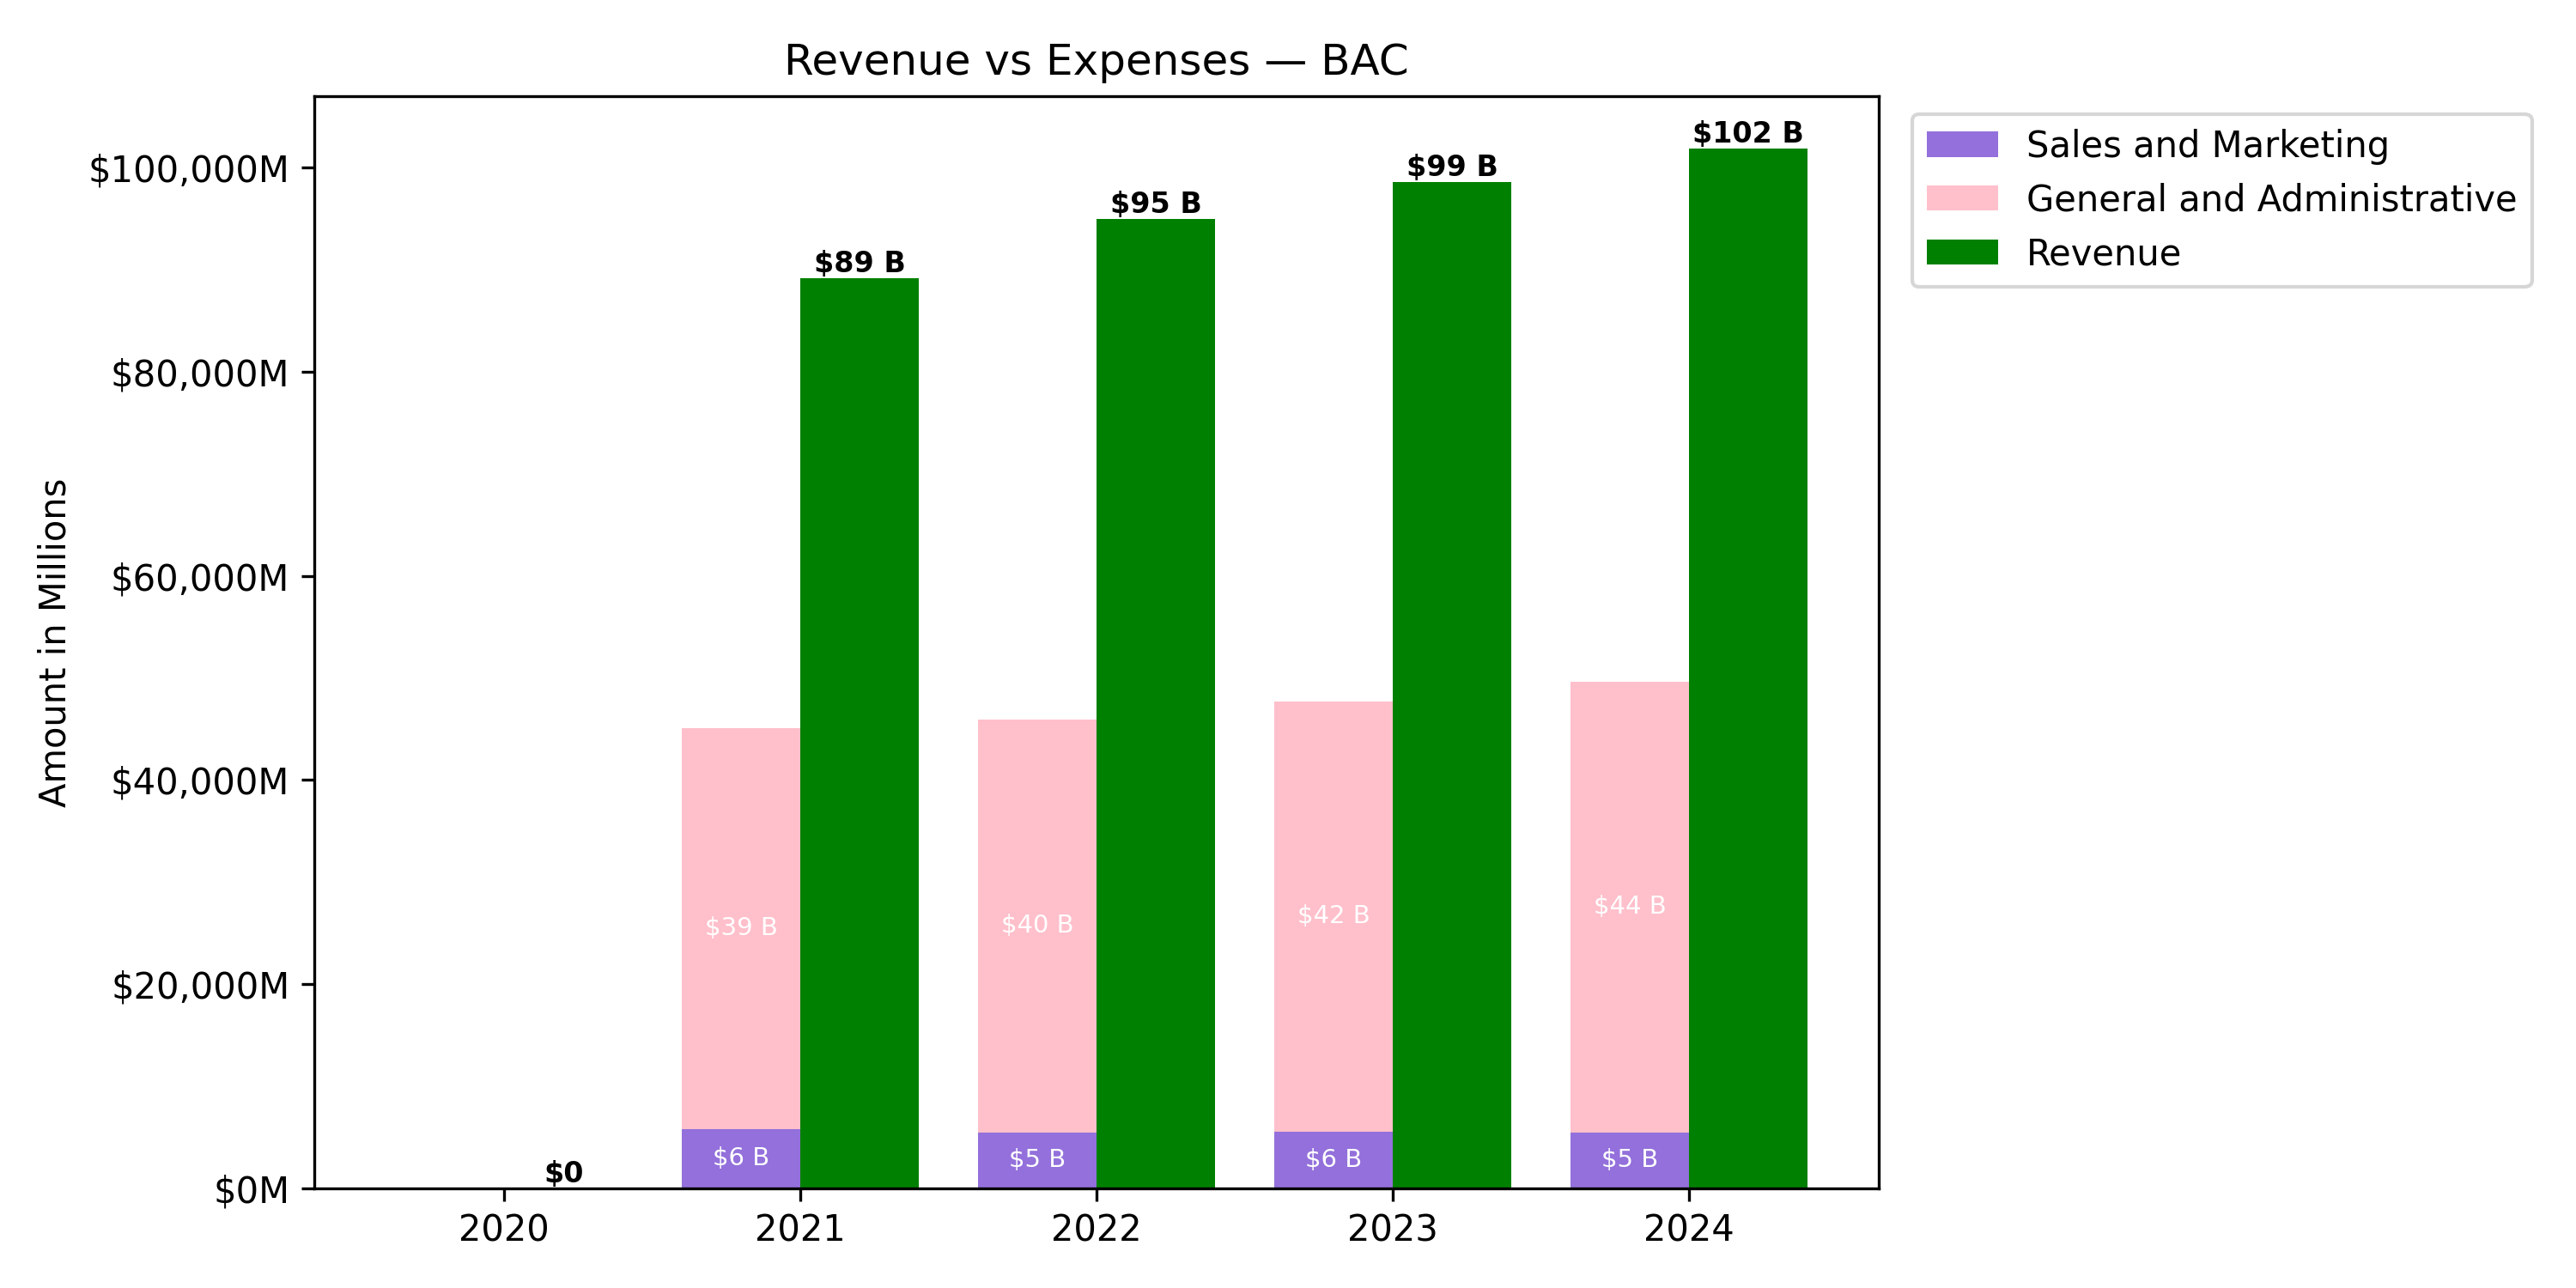 Revenue vs Expenses — BAC
Sales and Marketing
General and Administrative
Revenue
Amount in Millions
$100,000M
$80,000M
$60,000M
$40,000M
$20,000M
$0M
$0
$89 B
$95 B
$99 B
$102 B
$39 B
$40 B
$42 B
$44 B
$6 B
$5 B
$6 B
$5 B
2020 2021 2022 2023 2024